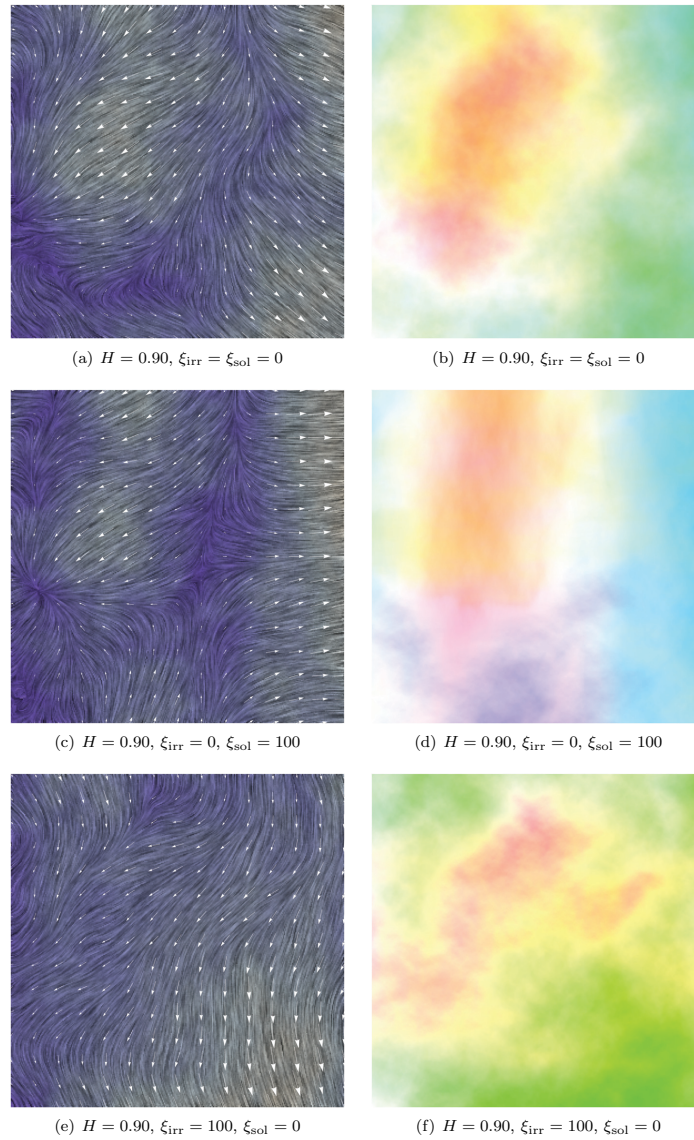 (a) H = 0.90, ξirr = ξsol = 0
(b) H = 0.90, ξirr = ξsol = 0
(c) H = 0.90, ξirr = 0, ξsol = 100
(d) H = 0.90, ξirr = 0, ξsol = 100
(e) H = 0.90, ξirr = 100, ξsol = 0
(f) H = 0.90, ξirr = 100, ξsol = 0